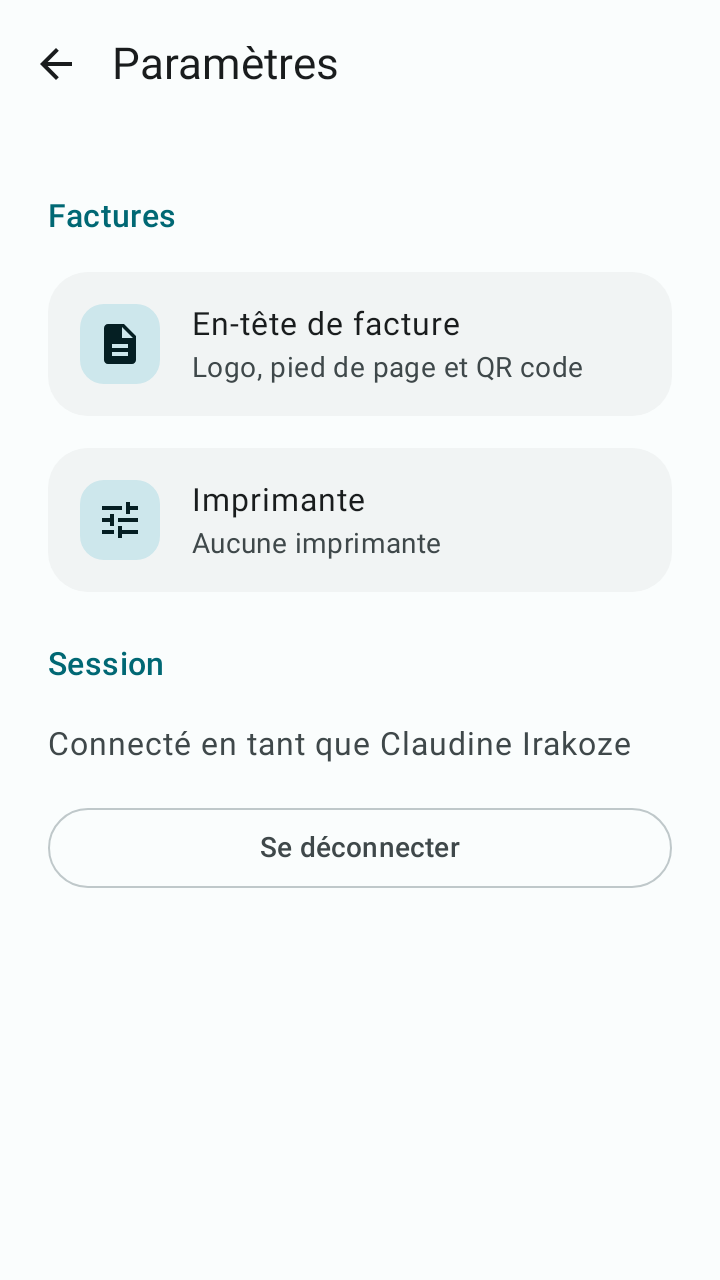 Paramètres
Factures
En-tête de facture
Logo, pied de page et QR code
Imprimante
Aucune imprimante
Session
Connecté en tant que Claudine Irakoze
Se déconnecter